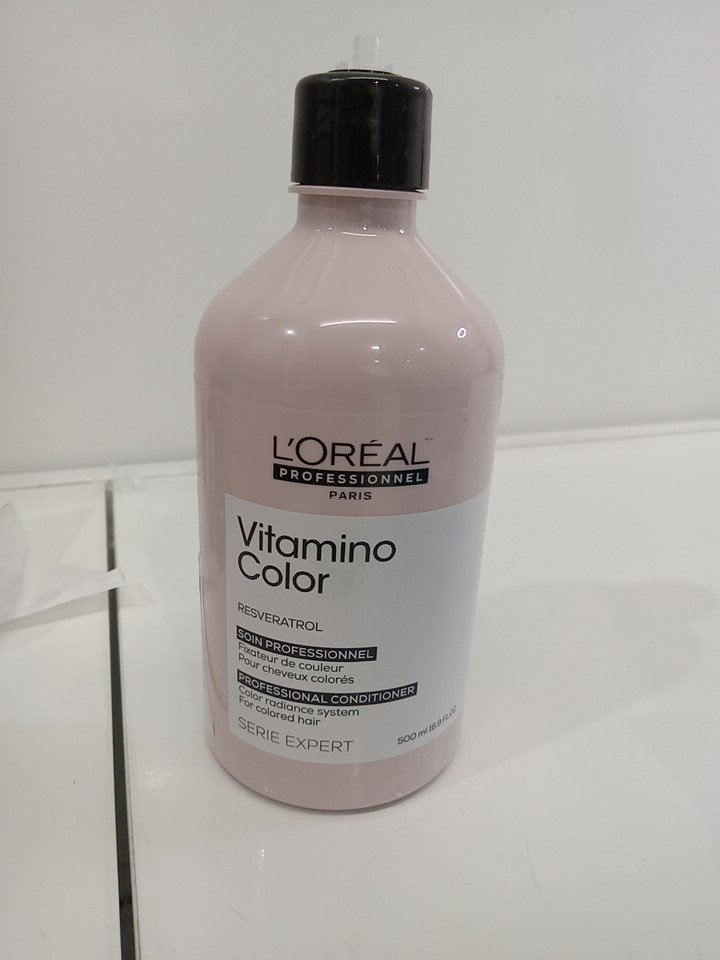 L'ORÉAL
PROFESSIONNEL
PARIS
Vitamino
Color
RESVERATROL
SOIN PROFESSIONNEL
Fixateur de couleur
Pour cheveux colorés
PROFESSIONAL CONDITIONER
Color radiance system
For colored hair
SERIE EXPERT
500 ml 16.9 FL.OZ